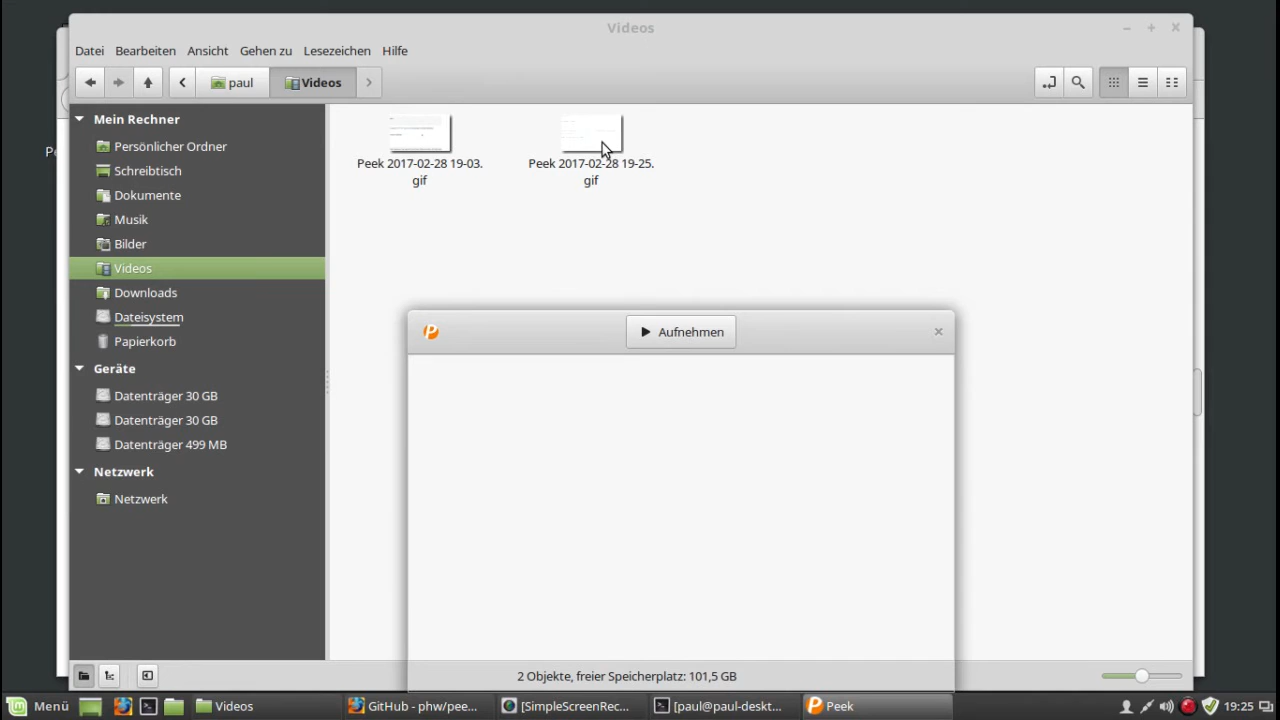 Videos
Datei Bearbeiten Ansicht Gehen zu Lesezeichen Hilfe
paul Videos
Mein Rechner
Persönlicher Ordner
Schreibtisch
Dokumente
Musik
Bilder
Videos
Downloads
Dateisystem
Papierkorb
Geräte
Datenträger 30 GB
Datenträger 30 GB
Datenträger 499 MB
Netzwerk
Netzwerk
Peek 2017-02-28 19-03.
gif
Peek 2017-02-28 19-25.
gif
Aufnehmen
2 Objekte, freier Speicherplatz: 101,5 GB
Menü Videos GitHub - phw/pee... [SimpleScreenRec... [paul@paul-deskt... Peek 19:25